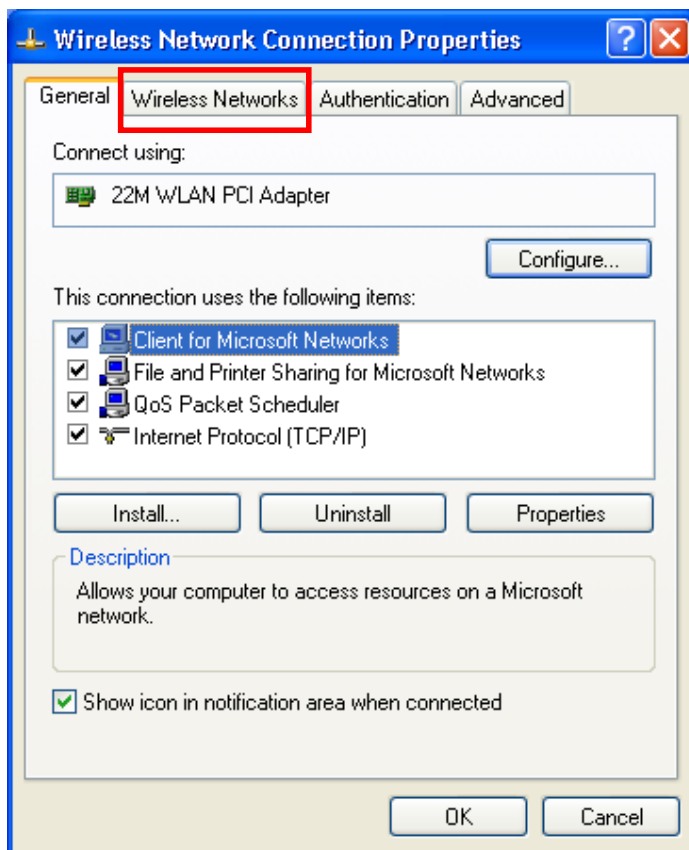 Wireless Network Connection Properties
?
X
General Wireless Networks Authentication Advanced
Connect using:
22M WLAN PCI Adapter
Configure...
This connection uses the following items:
Client for Microsoft Networks
File and Printer Sharing for Microsoft Networks
QoS Packet Scheduler
Internet Protocol (TCP/IP)
Install... Uninstall Properties
Description
Allows your computer to access resources on a Microsoft
network.
Show icon in notification area when connected
OK Cancel